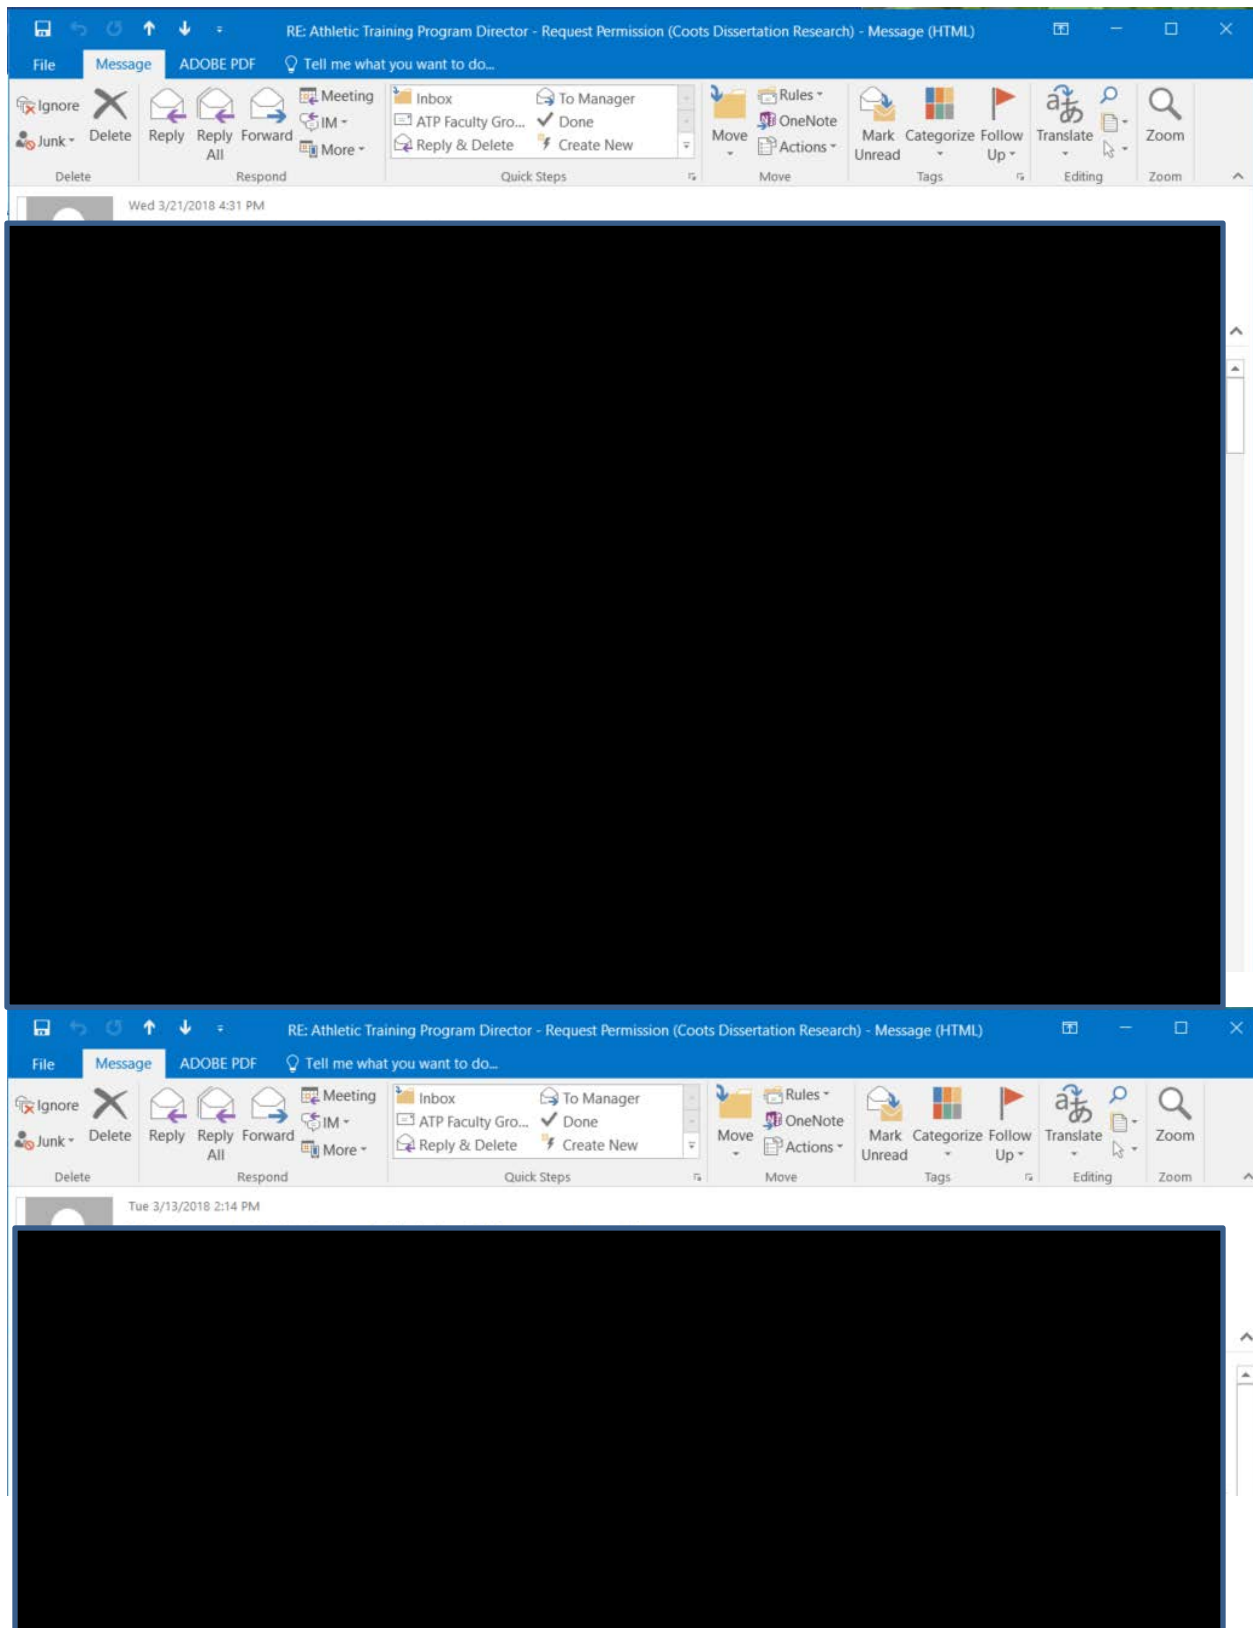 RE: Athletic Training Program Director - Request Permission (Coots Dissertation Research) - Message (HTML)
File Message ADOBE PDF Tell me what you want to do...
Ignore
Junk
Delete
Reply
Reply All
Forward
Meeting
IM
More
Inbox
ATP Faculty Gro...
Reply & Delete
To Manager
Done
Create New
Move
Rules
OneNote
Actions
Mark Unread
Categorize
Follow Up
Translate
Zoom
Delete Respond Quick Steps Move Tags Editing Zoom
Wed 3/21/2018 4:31 PM
RE: Athletic Training Program Director - Request Permission (Coots Dissertation Research) - Message (HTML)
File Message ADOBE PDF Tell me what you want to do...
Ignore
Junk
Delete
Reply
Reply All
Forward
Meeting
IM
More
Inbox
ATP Faculty Gro...
Reply & Delete
To Manager
Done
Create New
Move
Rules
OneNote
Actions
Mark Unread
Categorize
Follow Up
Translate
Zoom
Delete Respond Quick Steps Move Tags Editing Zoom
Tue 3/13/2018 2:14 PM